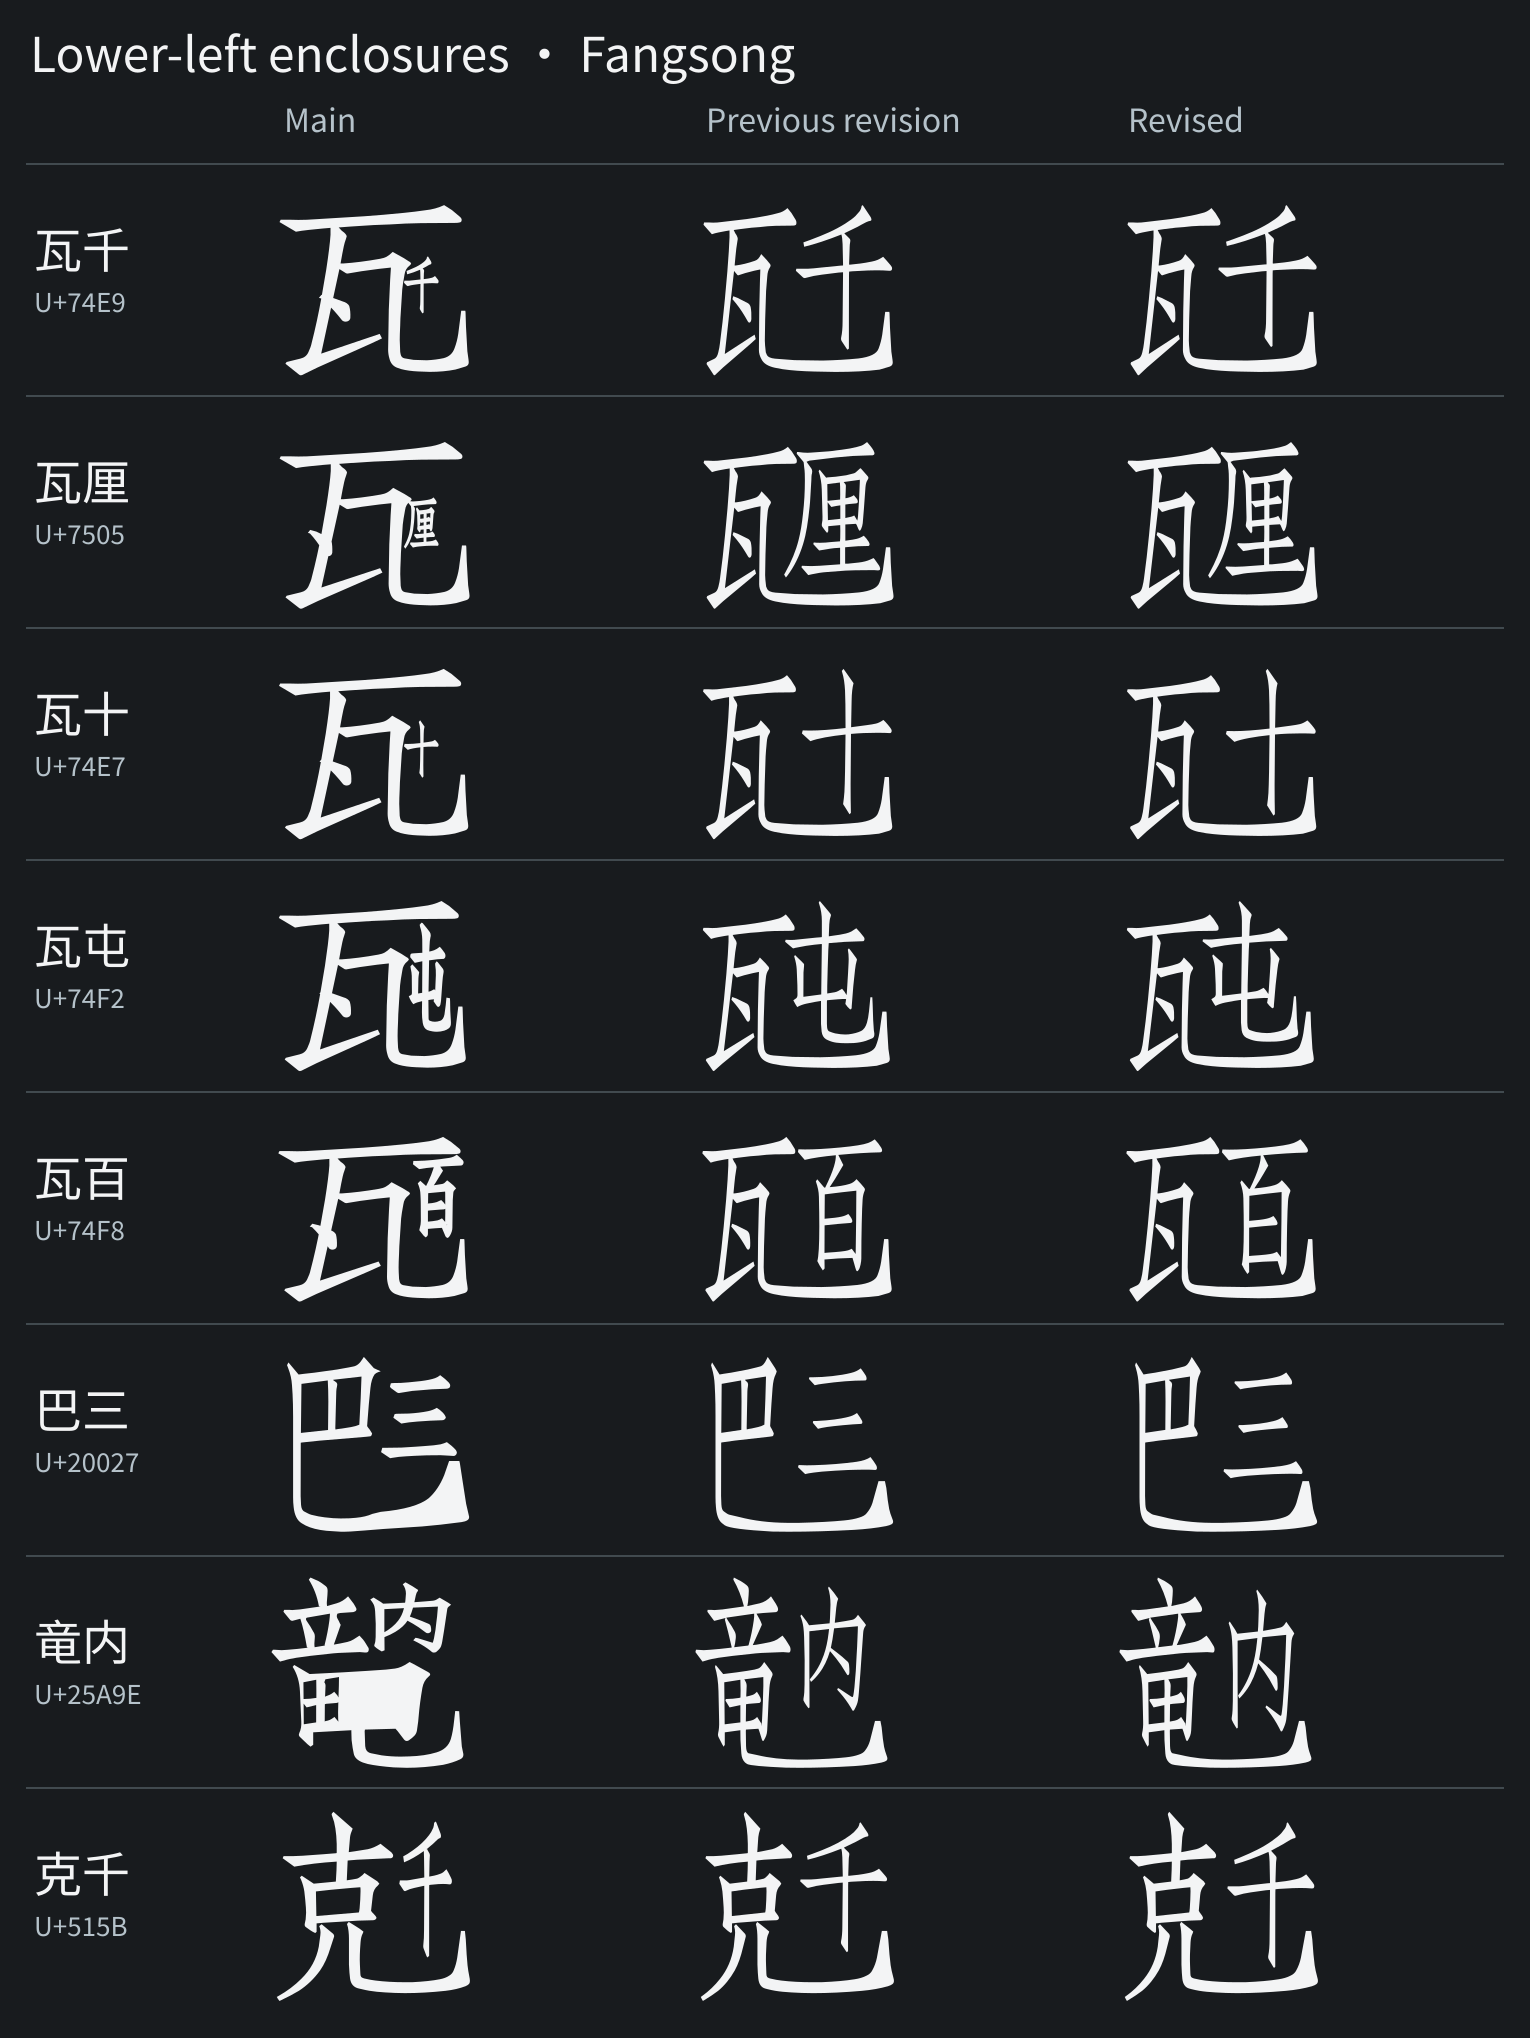 Lower-left enclosures • Fangsong
Main Previous revision Revised
瓦千 瓩 瓩 瓩
U+74E9
瓦厘 甅 甅 甅
U+7505
瓦十 瓧 瓧 瓧
U+74E7
瓦屯 瓲 瓲 瓲
U+74F2
瓦百 瓸 瓸 瓸
U+74F8
巴三 𠀧 𠀧 𠀧
U+20027
竜内 𥪞 𥪞 𥪞
U+25A9E
克千 兛 兛 兛
U+515B